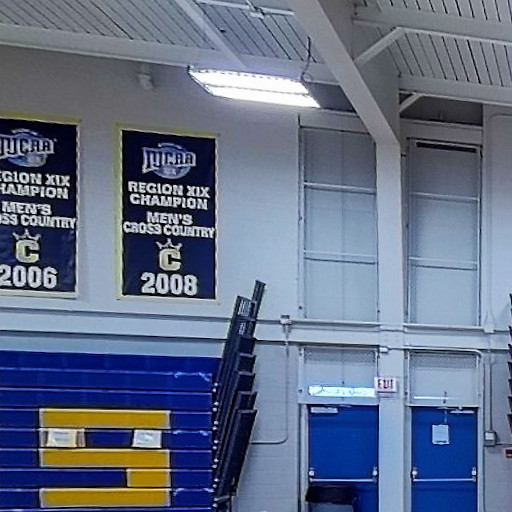 NJCAA
REGION XIX
CHAMPION
MEN'S
CROSS COUNTRY
C
2006
NJCAA
REGION XIX
CHAMPION
MEN'S
CROSS COUNTRY
C
2008
EXIT